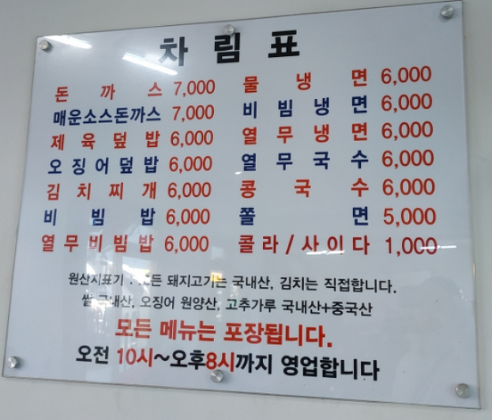 차림표
돈까스 7,000 물냉면 6,000
매운소스돈까스 7,000 비빔냉면 6,000
제육덮밥 6,000 열무냉면 6,000
오징어덮밥 6,000 열무국수 6,000
김치찌개 6,000 콩국수 6,000
비빔밥 6,000 쫄면 5,000
열무비빔밥 6,000 콜라/사이다 1,000
원산지표기 : 모든 돼지고기는 국내산, 김치는 직접합니다.
쌀 국내산, 오징어 원양산, 고추가루 국내산+중국산
모든 메뉴는 포장됩니다.
오전 10시~오후8시까지 영업합니다